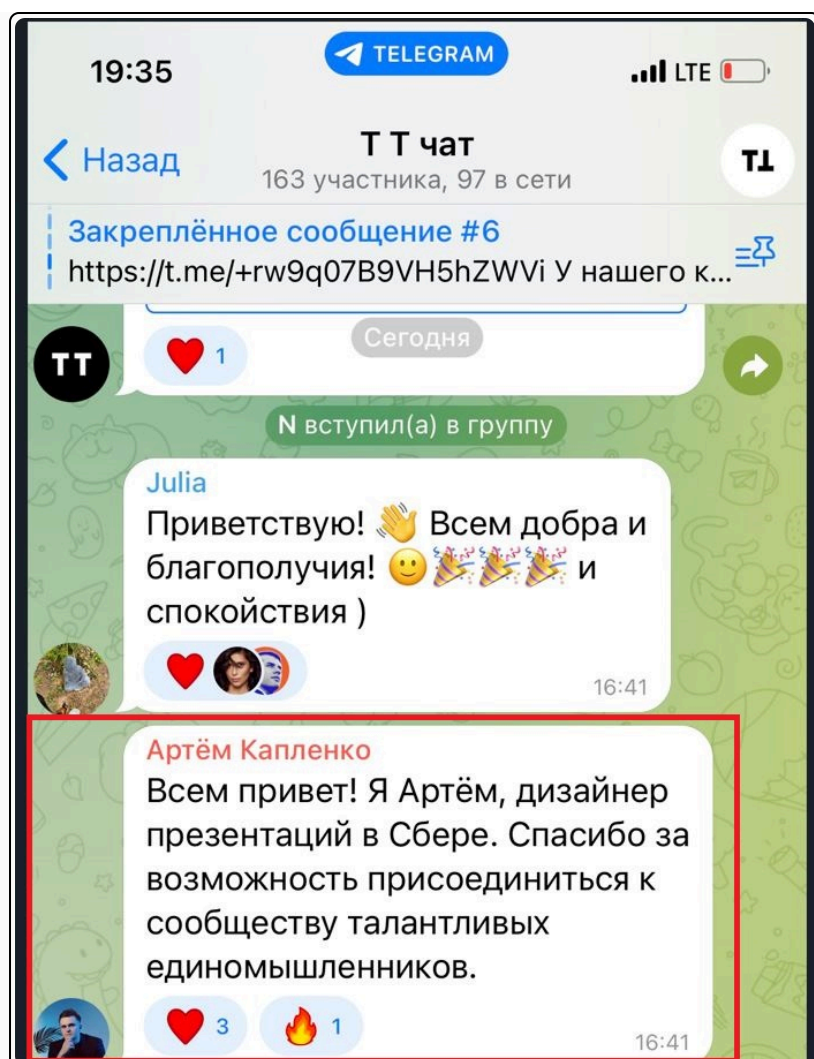 19:35
TELEGRAM
LTE
Назад
Т Т чат
163 участника, 97 в сети
ТТ
Закреплённое сообщение #6
https://t.me/+rw9q07B9VH5hZWVi У нашего к...
ТТ
1
Сегодня
N вступил(а) в группу
Julia
Приветствую! 👋 Всем добра и
благополучия! 🙂🎉🎉🎉 и
спокойствия )
16:41
Артём Капленко
Всем привет! Я Артём, дизайнер
презентаций в Сбере. Спасибо за
возможность присоединиться к
сообществу талантливых
единомышленников.
3
1
16:41